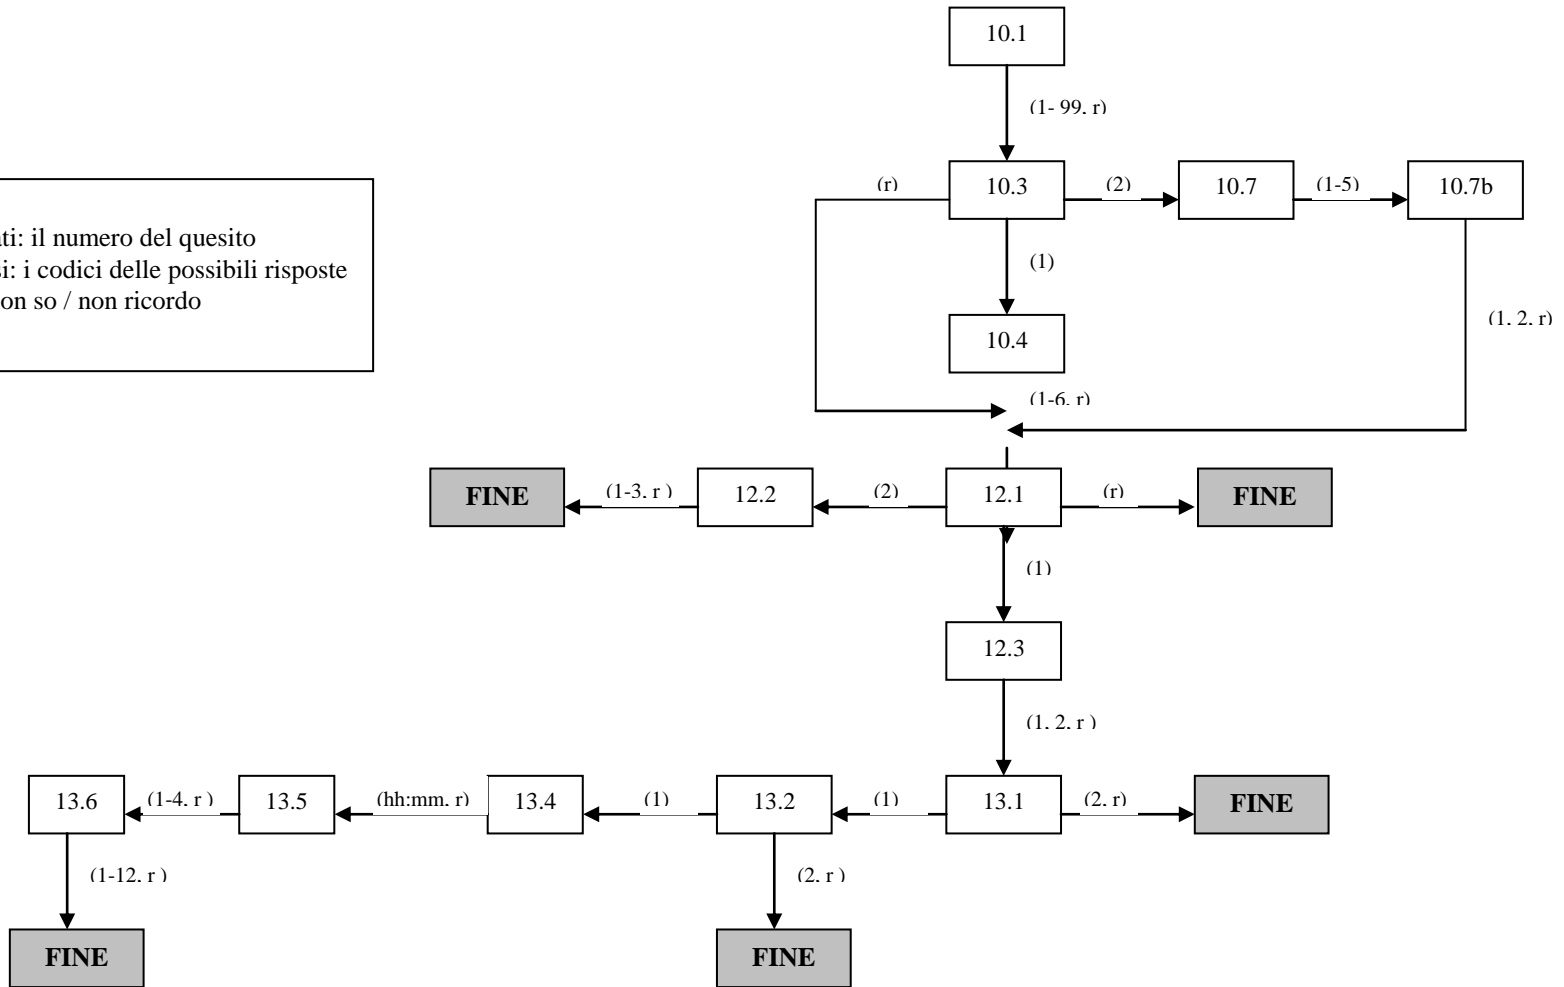 10.1
(1- 99, r)
(r)
10.3
(2)
10.7
(1-5)
10.7b
ti: il numero del quesito
si: i codici delle possibili risposte
on so / non ricordo
(1)
(1, 2, r)
10.4
(1-6, r)
FINE
(1-3, r )
12.2
(2)
12.1
(r)
FINE
(1)
12.3
(1, 2, r )
13.6
(1-4, r )
13.5
(hh:mm, r)
13.4
(1)
13.2
(1)
13.1
(2, r)
FINE
(1-12, r )
(2, r )
FINE
FINE